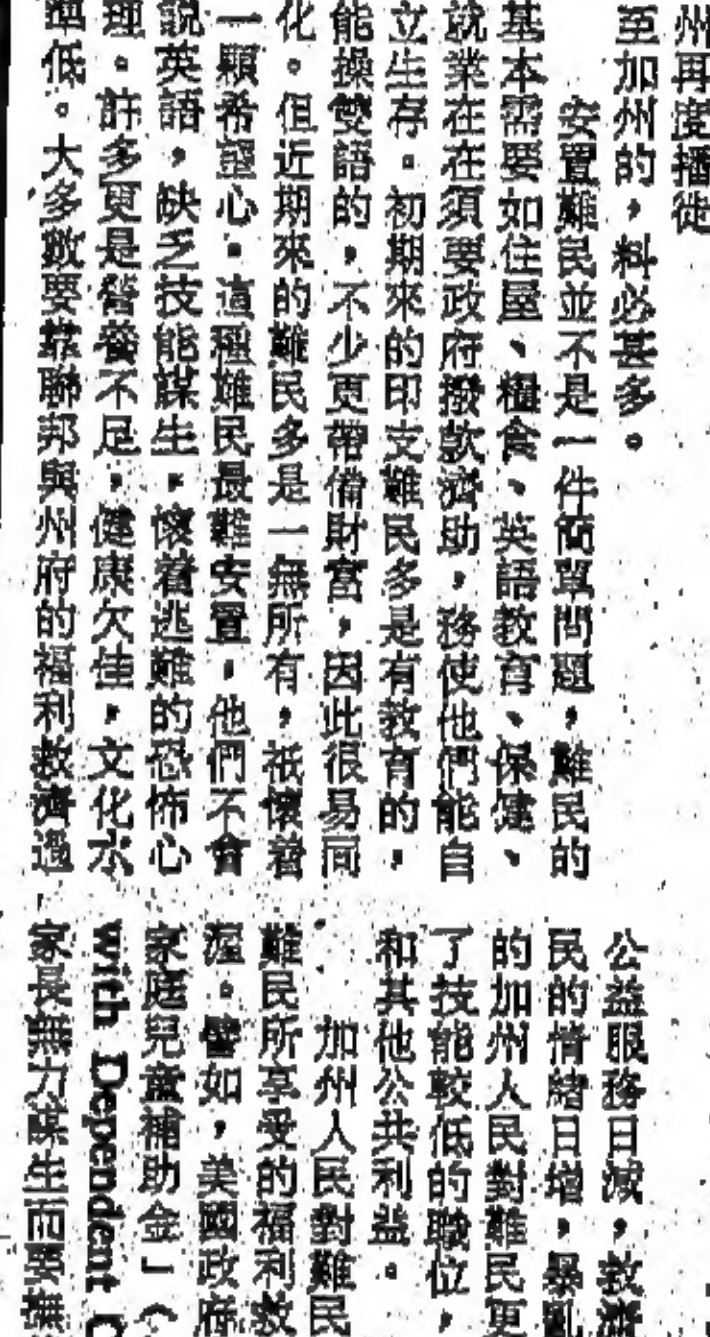 州再度播徙
至加州的，料必甚多。
安置難民並不是一件簡單問題，難民的
基本需要如住屋、糧食、英語教育、保健、
就業在在須要政府撥款濟助，務使他們能自
立生存。初期來的印支難民多是有教育的，
能操雙語的，不少更帶備財富，因此很易同
化。但近期來的難民多是一無所有，祇懷着
一顆希望心。這種難民最難安置，他們不會
說英語，缺乏技能謀生，懷着逃難的恐怖心
理。許多更是營養不足，健康欠佳，文化水
準低。大多數要靠聯邦與州府的福利救濟過
公益服務日減，救濟
民的情緒日增，暴亂
的加州人民對難民更
了技能較低的職位，
和其他公共利益。
加州人民對難民
難民所享受的福利救
渥。譬如，美國政府
家庭兒童補助金」（
with Dependent C
家長無力謀生而要撫